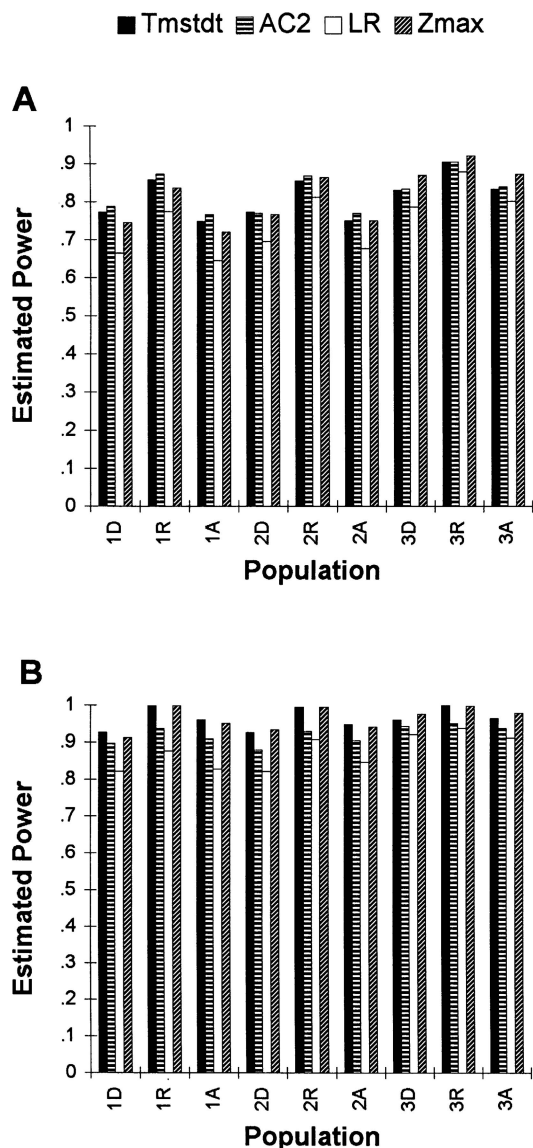 Tmstdt AC2 LR Zmax
A
1
.9
.8
.7
.6
.5
.4
.3
.2
.1
0
Estimated Power
1D 1R 1A 2D 2R 2A 3D 3R 3A
Population
B
1
.9
.8
.7
.6
.5
.4
.3
.2
.1
0
Estimated Power
1D 1R 1A 2D 2R 2A 3D 3R 3A
Population